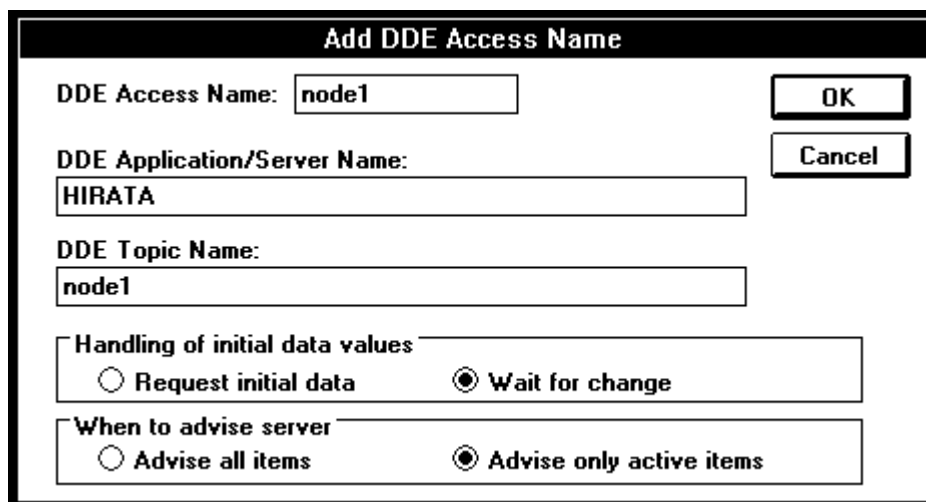 Add DDE Access Name
DDE Access Name: node1
OK
DDE Application/Server Name:
Cancel
HIRATA
DDE Topic Name:
node1
Handling of initial data values
Request initial data Wait for change
When to advise server
Advise all items Advise only active items